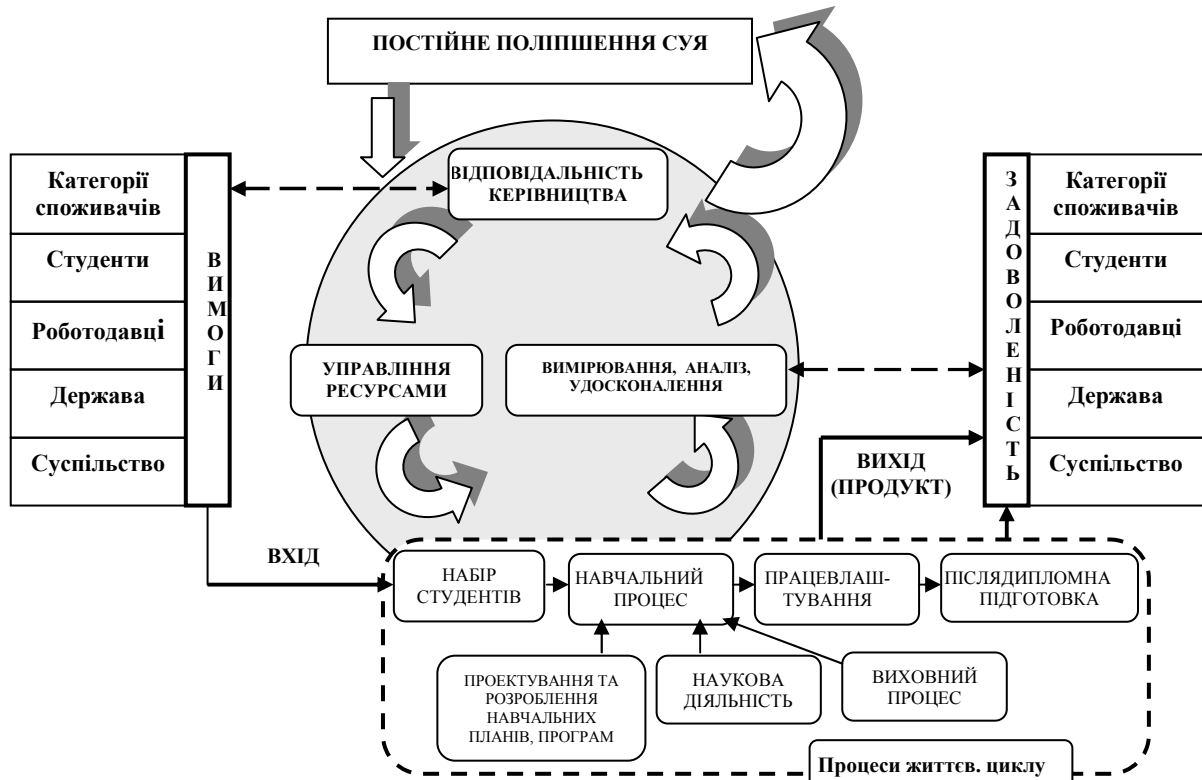 ПОСТІЙНЕ ПОЛІПШЕННЯ СУЯ
Категорії
споживачів
Студенти
Роботодавці
Держава
Суспільство
ВИМОГИ
ВІДПОВІДАЛЬНІСТЬ
КЕРІВНИЦТВА
УПРАВЛІННЯ
РЕСУРСАМИ
ВИМІРЮВАННЯ, АНАЛІЗ,
УДОСКОНАЛЕННЯ
ЗАДОВОЛЕНІСТЬ
Категорії
споживачів
Студенти
Роботодавці
Держава
Суспільство
ВИХІД
(ПРОДУКТ)
ВХІД
НАБІР
СТУДЕНТІВ
НАВЧАЛЬНИЙ
ПРОЦЕС
ПРАЦЕВЛАШ-
ТУВАННЯ
ПІСЛЯДИПЛОМНА
ПІДГОТОВКА
ПРОЕКТУВАННЯ ТА
РОЗРОБЛЕННЯ
НАВЧАЛЬНИХ
ПЛАНІВ, ПРОГРАМ
НАУКОВА
ДІЯЛЬНІСТЬ
ВИХОВНИЙ
ПРОЦЕС
Процеси життєв. циклу